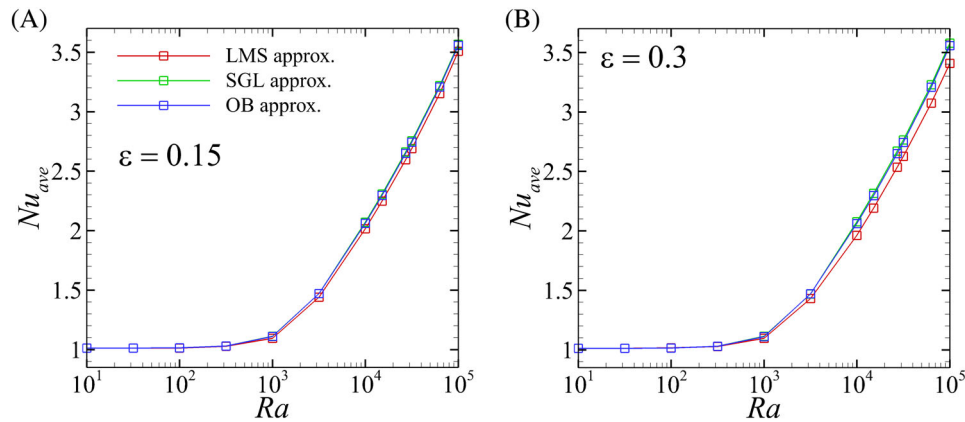 (A)
3.5
3
2.5
2
1.5
1
Nu_ave
LMS approx.
SGL approx.
OB approx.
ε = 0.15
10^1 10^2 10^3 10^4 10^5
Ra
(B)
3.5
3
2.5
2
1.5
1
Nu_ave
ε = 0.3
10^1 10^2 10^3 10^4 10^5
Ra